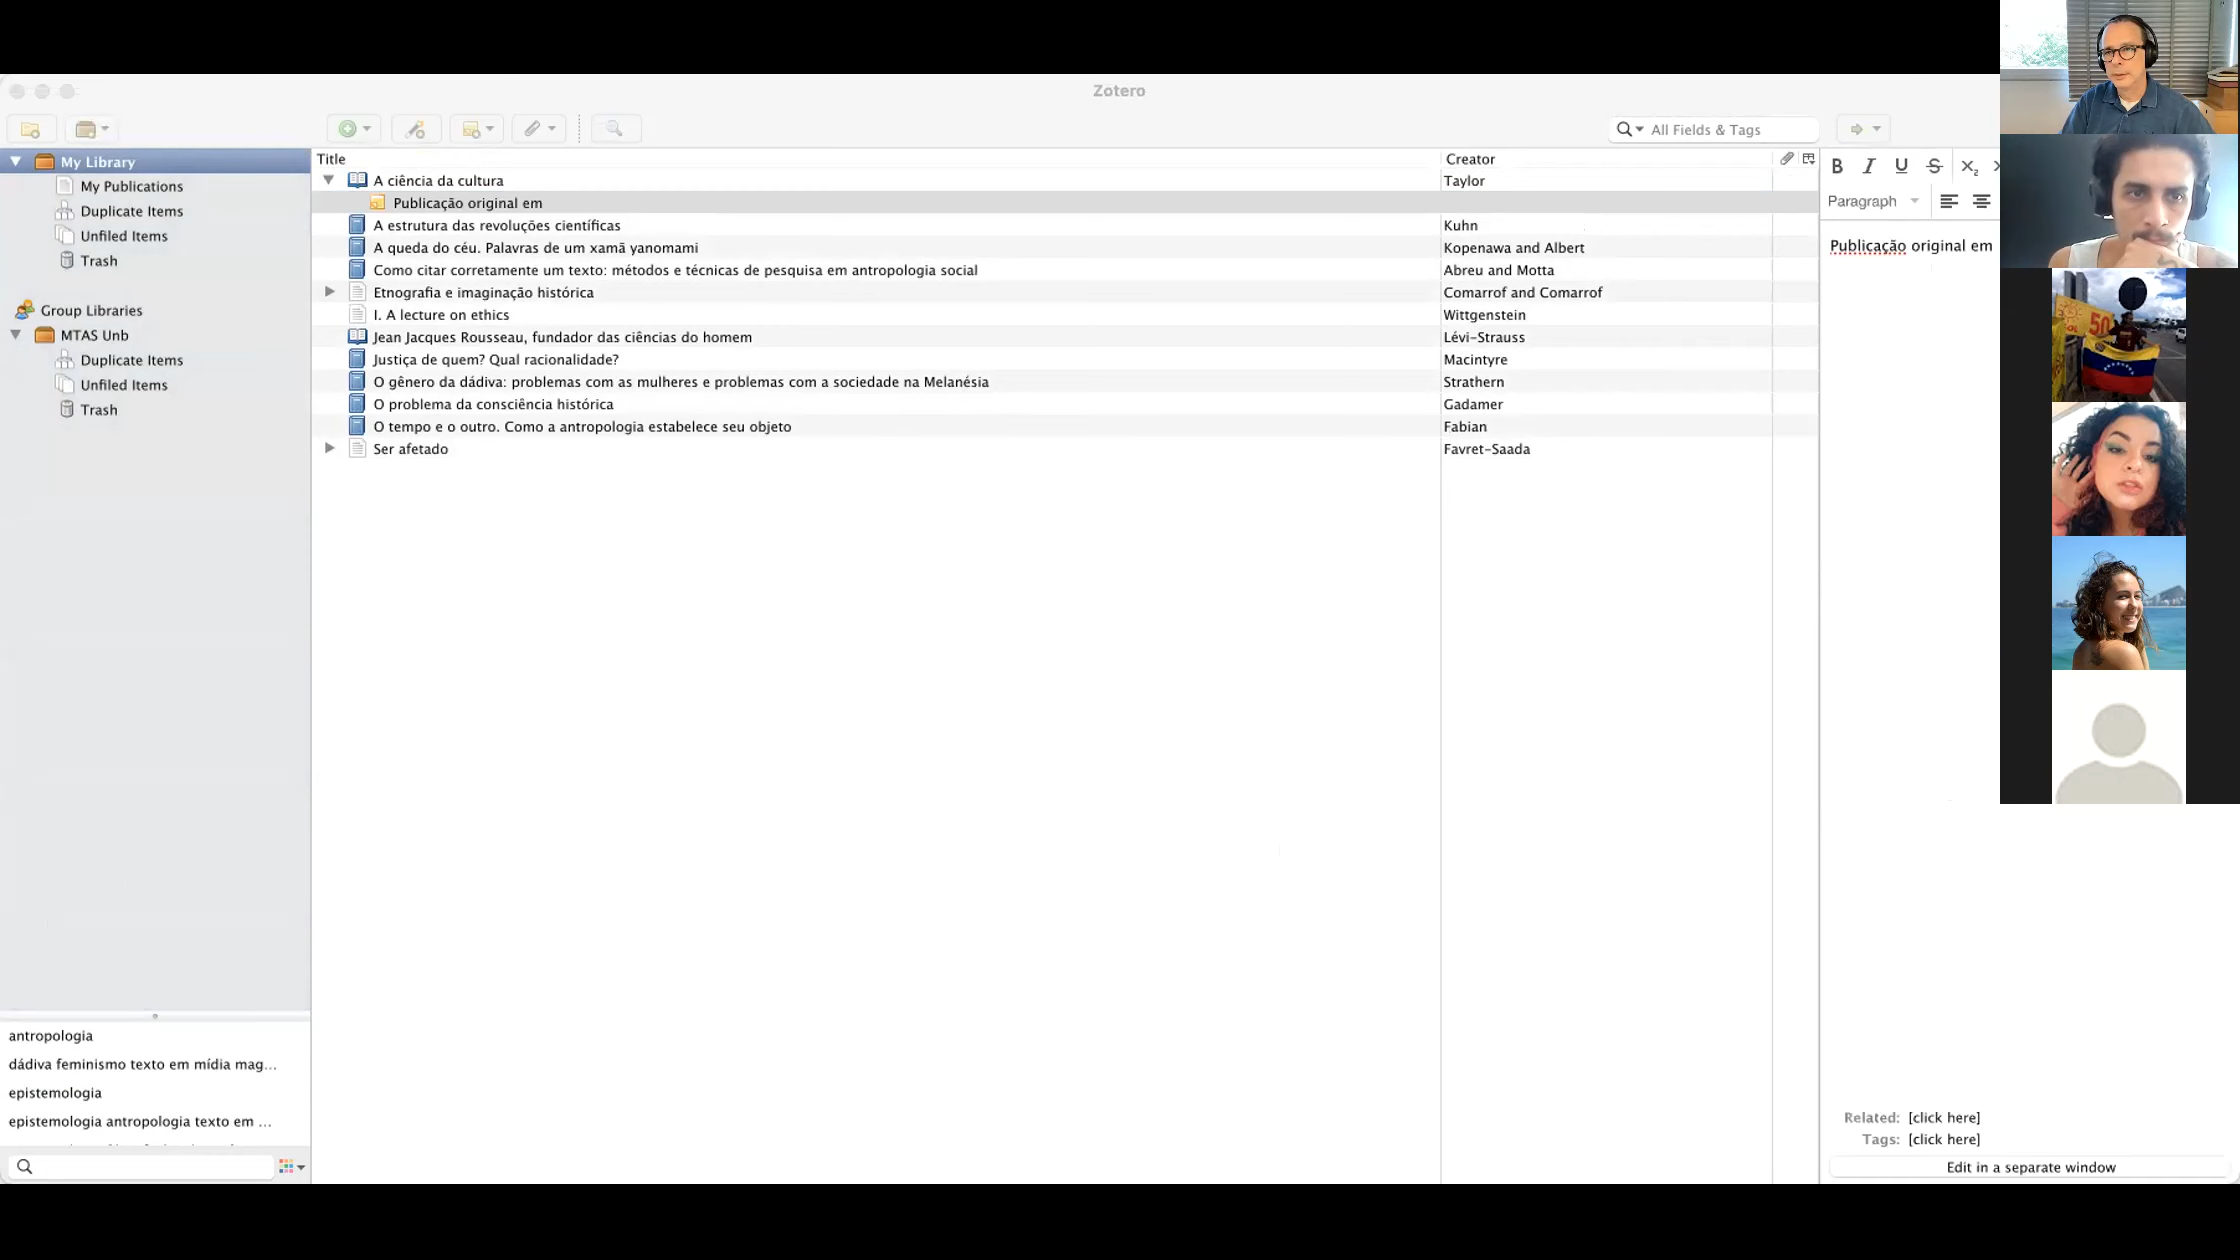 Zotero
All Fields & Tags
My Library
My Publications
Duplicate Items
Unfiled Items
Trash
Group Libraries
MTAS Unb
Duplicate Items
Unfiled Items
Trash
antropologia
dádiva feminismo texto em mídia mag...
epistemologia
epistemologia antropologia texto em ...
Title Creator
A ciência da cultura Taylor
Publicação original em
A estrutura das revoluções científicas Kuhn
A queda do céu. Palavras de um xamã yanomami Kopenawa and Albert
Como citar corretamente um texto: métodos e técnicas de pesquisa em antropologia social Abreu and Motta
Etnografia e imaginação histórica Comarrof and Comarrof
I. A lecture on ethics Wittgenstein
Jean Jacques Rousseau, fundador das ciências do homem Lévi-Strauss
Justiça de quem? Qual racionalidade? Macintyre
O gênero da dádiva: problemas com as mulheres e problemas com a sociedade na Melanésia Strathern
O problema da consciência histórica Gadamer
O tempo e o outro. Como a antropologia estabelece seu objeto Fabian
Ser afetado Favret-Saada
B I U S X₂
Paragraph
Publicação original em
Related: [click here]
Tags: [click here]
Edit in a separate window
50